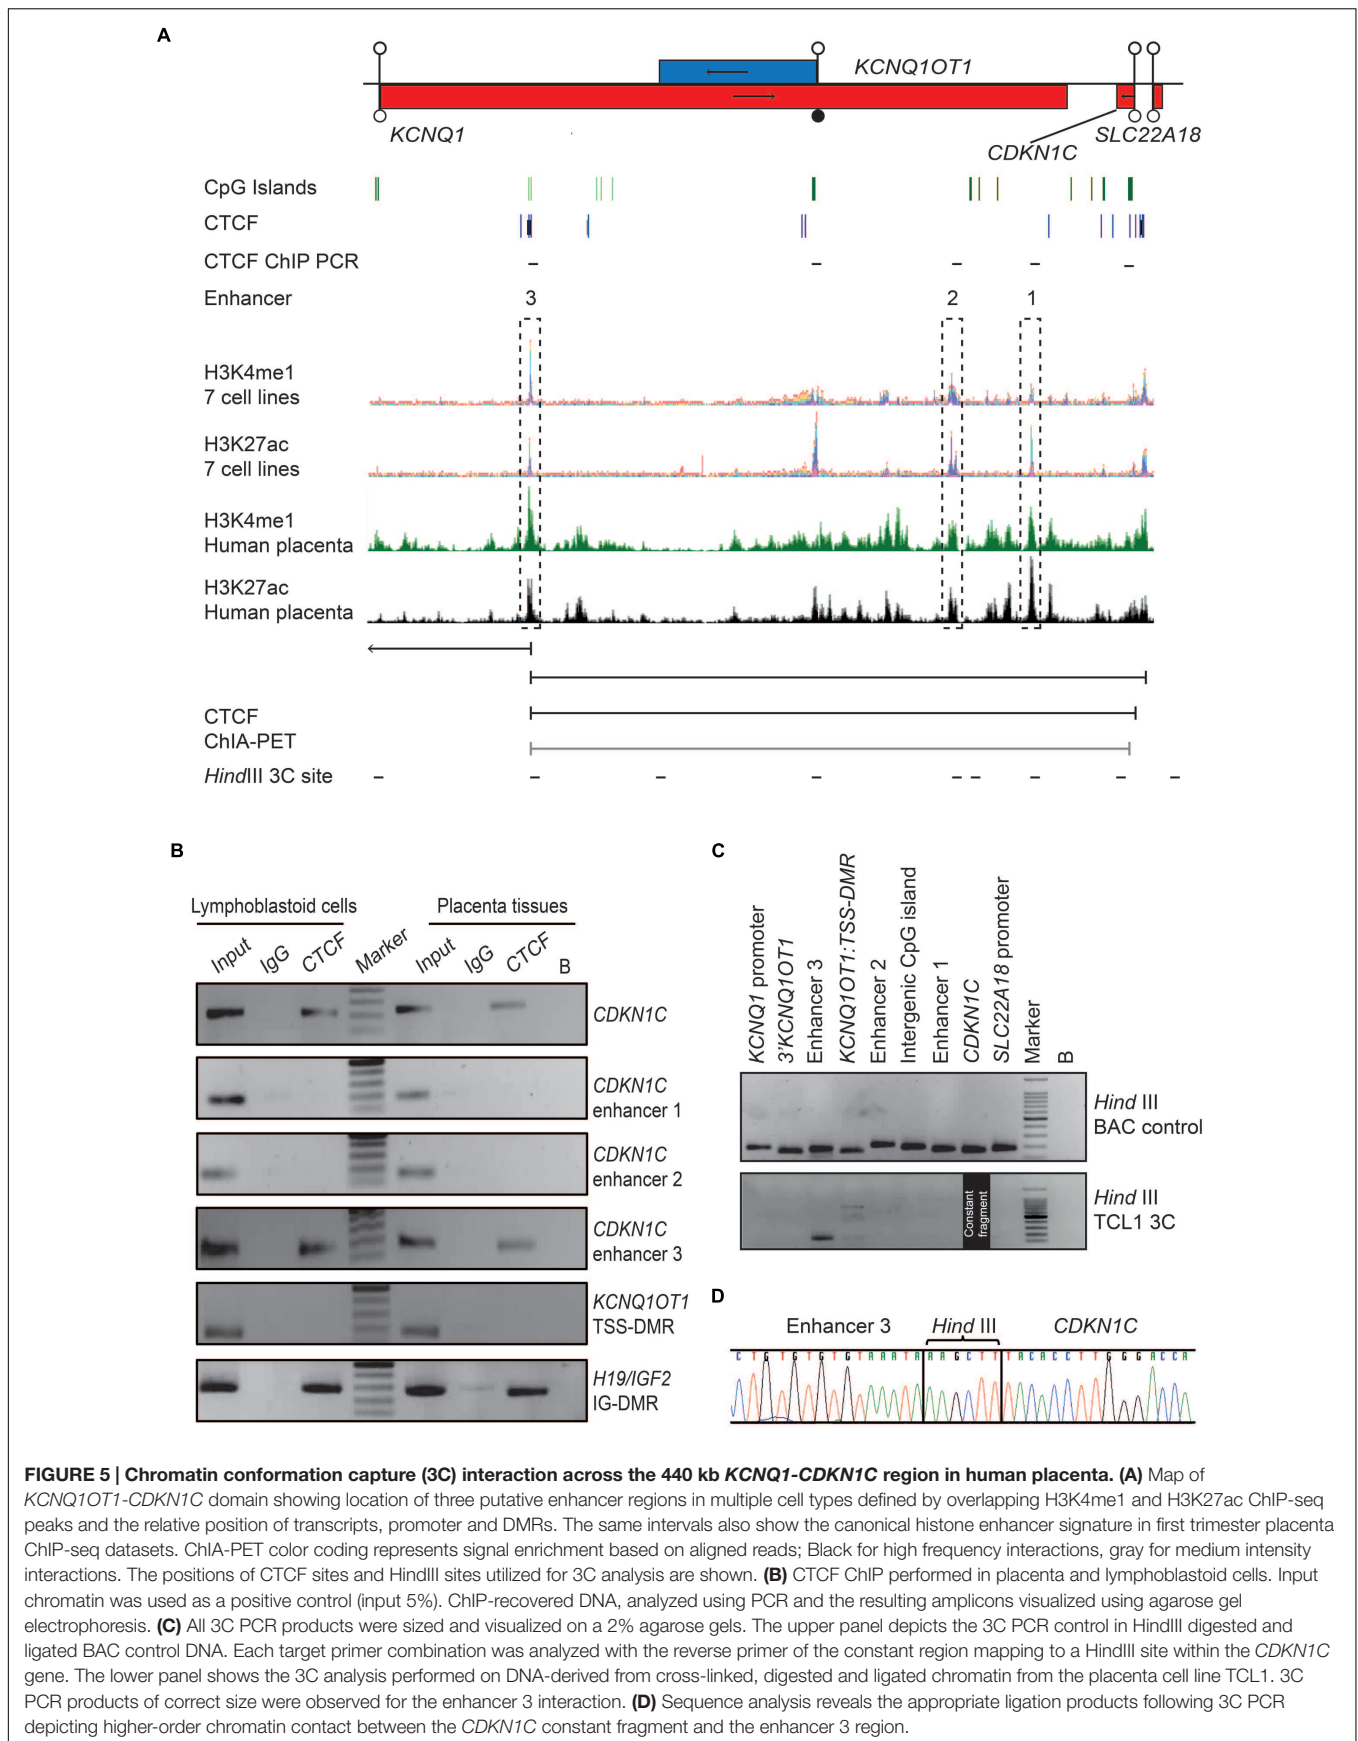 A
KCNQ1OT1
KCNQ1
SLC22A18
CDKN1C
CpG Islands
CTCF
CTCF ChIP PCR
Enhancer 3 2 1
H3K4me1
7 cell lines
H3K27ac
7 cell lines
H3K4me1
Human placenta
H3K27ac
Human placenta
CTCF
ChIA-PET
HindIII 3C site
B
Lymphoblastoid cells
Placenta tissues
Input IgG CTCF Marker Input IgG CTCF B
CDKN1C
CDKN1C
enhancer 1
CDKN1C
enhancer 2
CDKN1C
enhancer 3
KCNQ1OT1
TSS-DMR
H19/IGF2
IG-DMR
C
KCNQ1 promoter
3'KCNQ1OT1
Enhancer 3
KCNQ1OT1:TSS-DMR
Enhancer 2
Intergenic CpG island
Enhancer 1
CDKN1C
SLC22A18 promoter
Marker
B
Hind III
BAC control
Constant
fragment
Hind III
TCL1 3C
D
Enhancer 3 Hind III CDKN1C
C T G T G T G T G T A A A T A A A G C T T T A C A C C T T G G G A C C A
FIGURE 5 | Chromatin conformation capture (3C) interaction across the 440 kb KCNQ1-CDKN1C region in human placenta. (A) Map of
KCNQ1OT1-CDKN1C domain showing location of three putative enhancer regions in multiple cell types defined by overlapping H3K4me1 and H3K27ac ChIP-seq
peaks and the relative position of transcripts, promoter and DMRs. The same intervals also show the canonical histone enhancer signature in first trimester placenta
ChIP-seq datasets. ChIA-PET color coding represents signal enrichment based on aligned reads; Black for high frequency interactions, gray for medium intensity
interactions. The positions of CTCF sites and HindIII sites utilized for 3C analysis are shown. (B) CTCF ChIP performed in placenta and lymphoblastoid cells. Input
chromatin was used as a positive control (input 5%). ChIP-recovered DNA, analyzed using PCR and the resulting amplicons visualized using agarose gel
electrophoresis. (C) All 3C PCR products were sized and visualized on a 2% agarose gels. The upper panel depicts the 3C PCR control in HindIII digested and
ligated BAC control DNA. Each target primer combination was analyzed with the reverse primer of the constant region mapping to a HindIII site within the CDKN1C
gene. The lower panel shows the 3C analysis performed on DNA-derived from cross-linked, digested and ligated chromatin from the placenta cell line TCL1. 3C
PCR products of correct size were observed for the enhancer 3 interaction. (D) Sequence analysis reveals the appropriate ligation products following 3C PCR
depicting higher-order chromatin contact between the CDKN1C constant fragment and the enhancer 3 region.